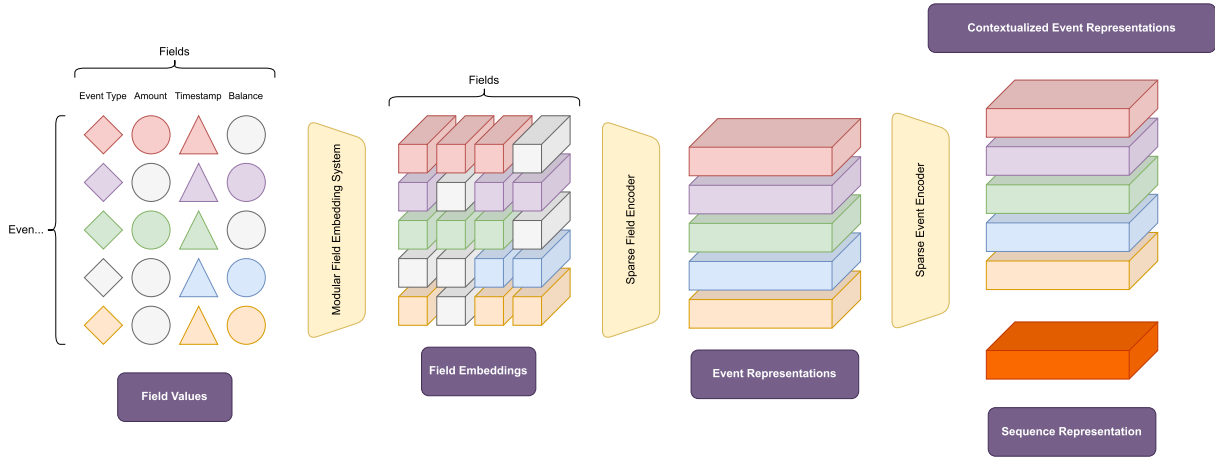 Contextualized Event Representations
Fields
Fields
Event Type Amount Timestamp Balance
Even...
Modular Field Embedding System
Sparse Field Encoder
Sparse Event Encoder
Field Values
Field Embeddings
Event Representations
Sequence Representation